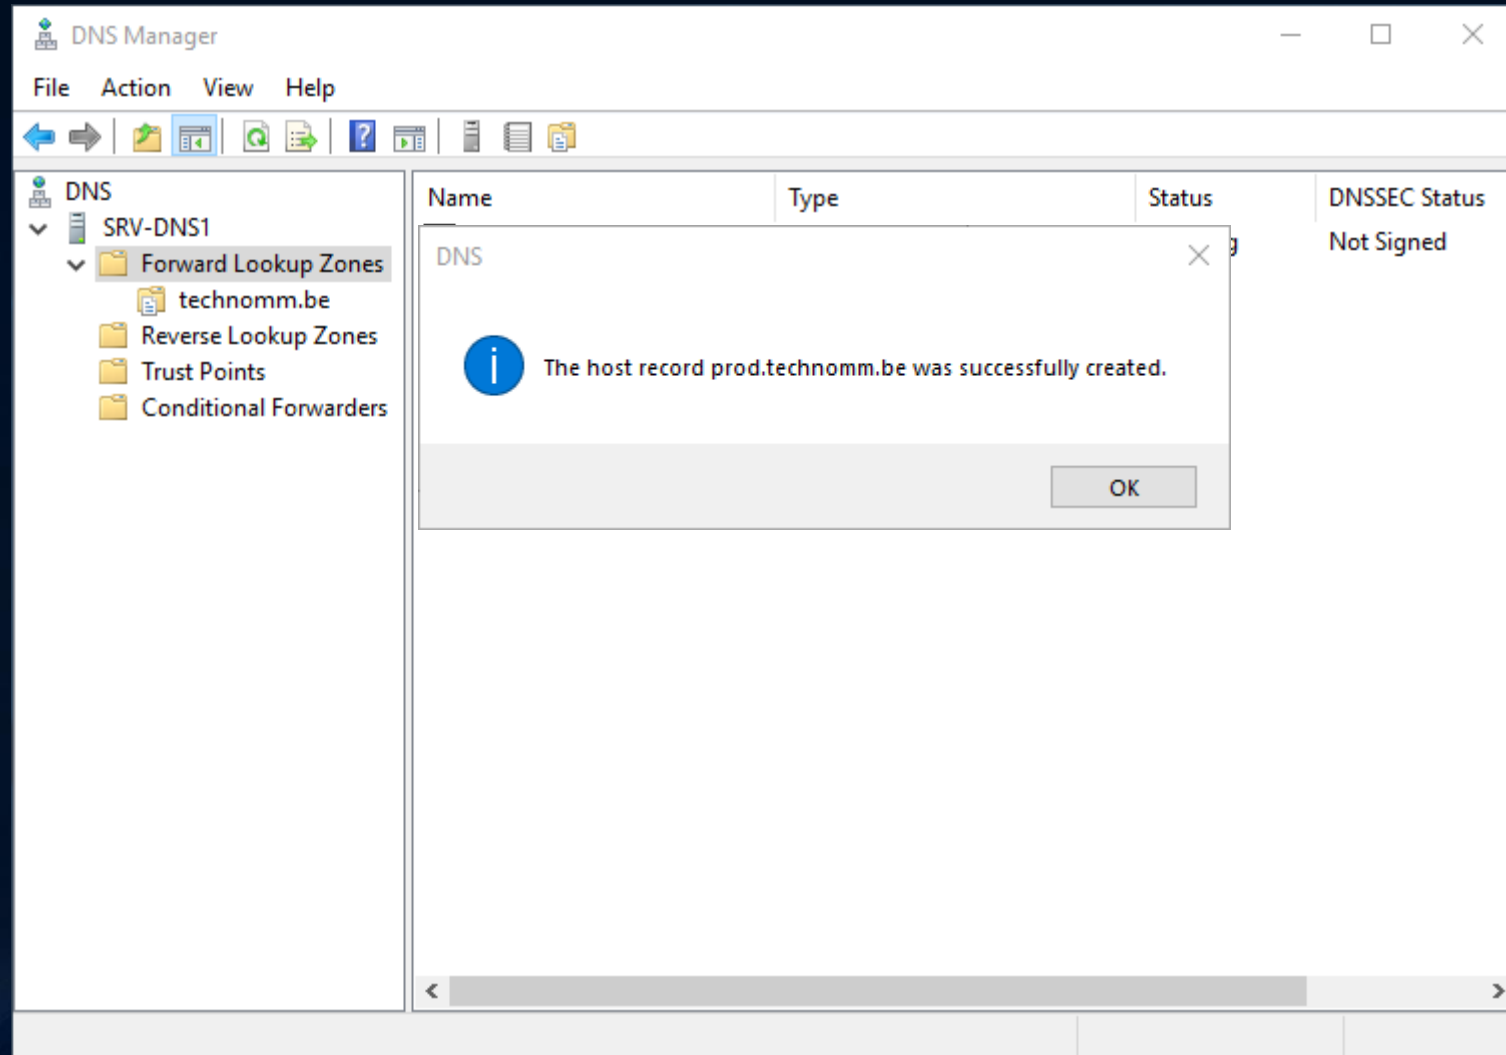 DNS Manager
File Action View Help
DNS
SRV-DNS1
Forward Lookup Zones
technomm.be
Reverse Lookup Zones
Trust Points
Conditional Forwarders
Name Type Status DNSSEC Status
Not Signed
DNS
The host record prod.technomm.be was successfully created.
OK